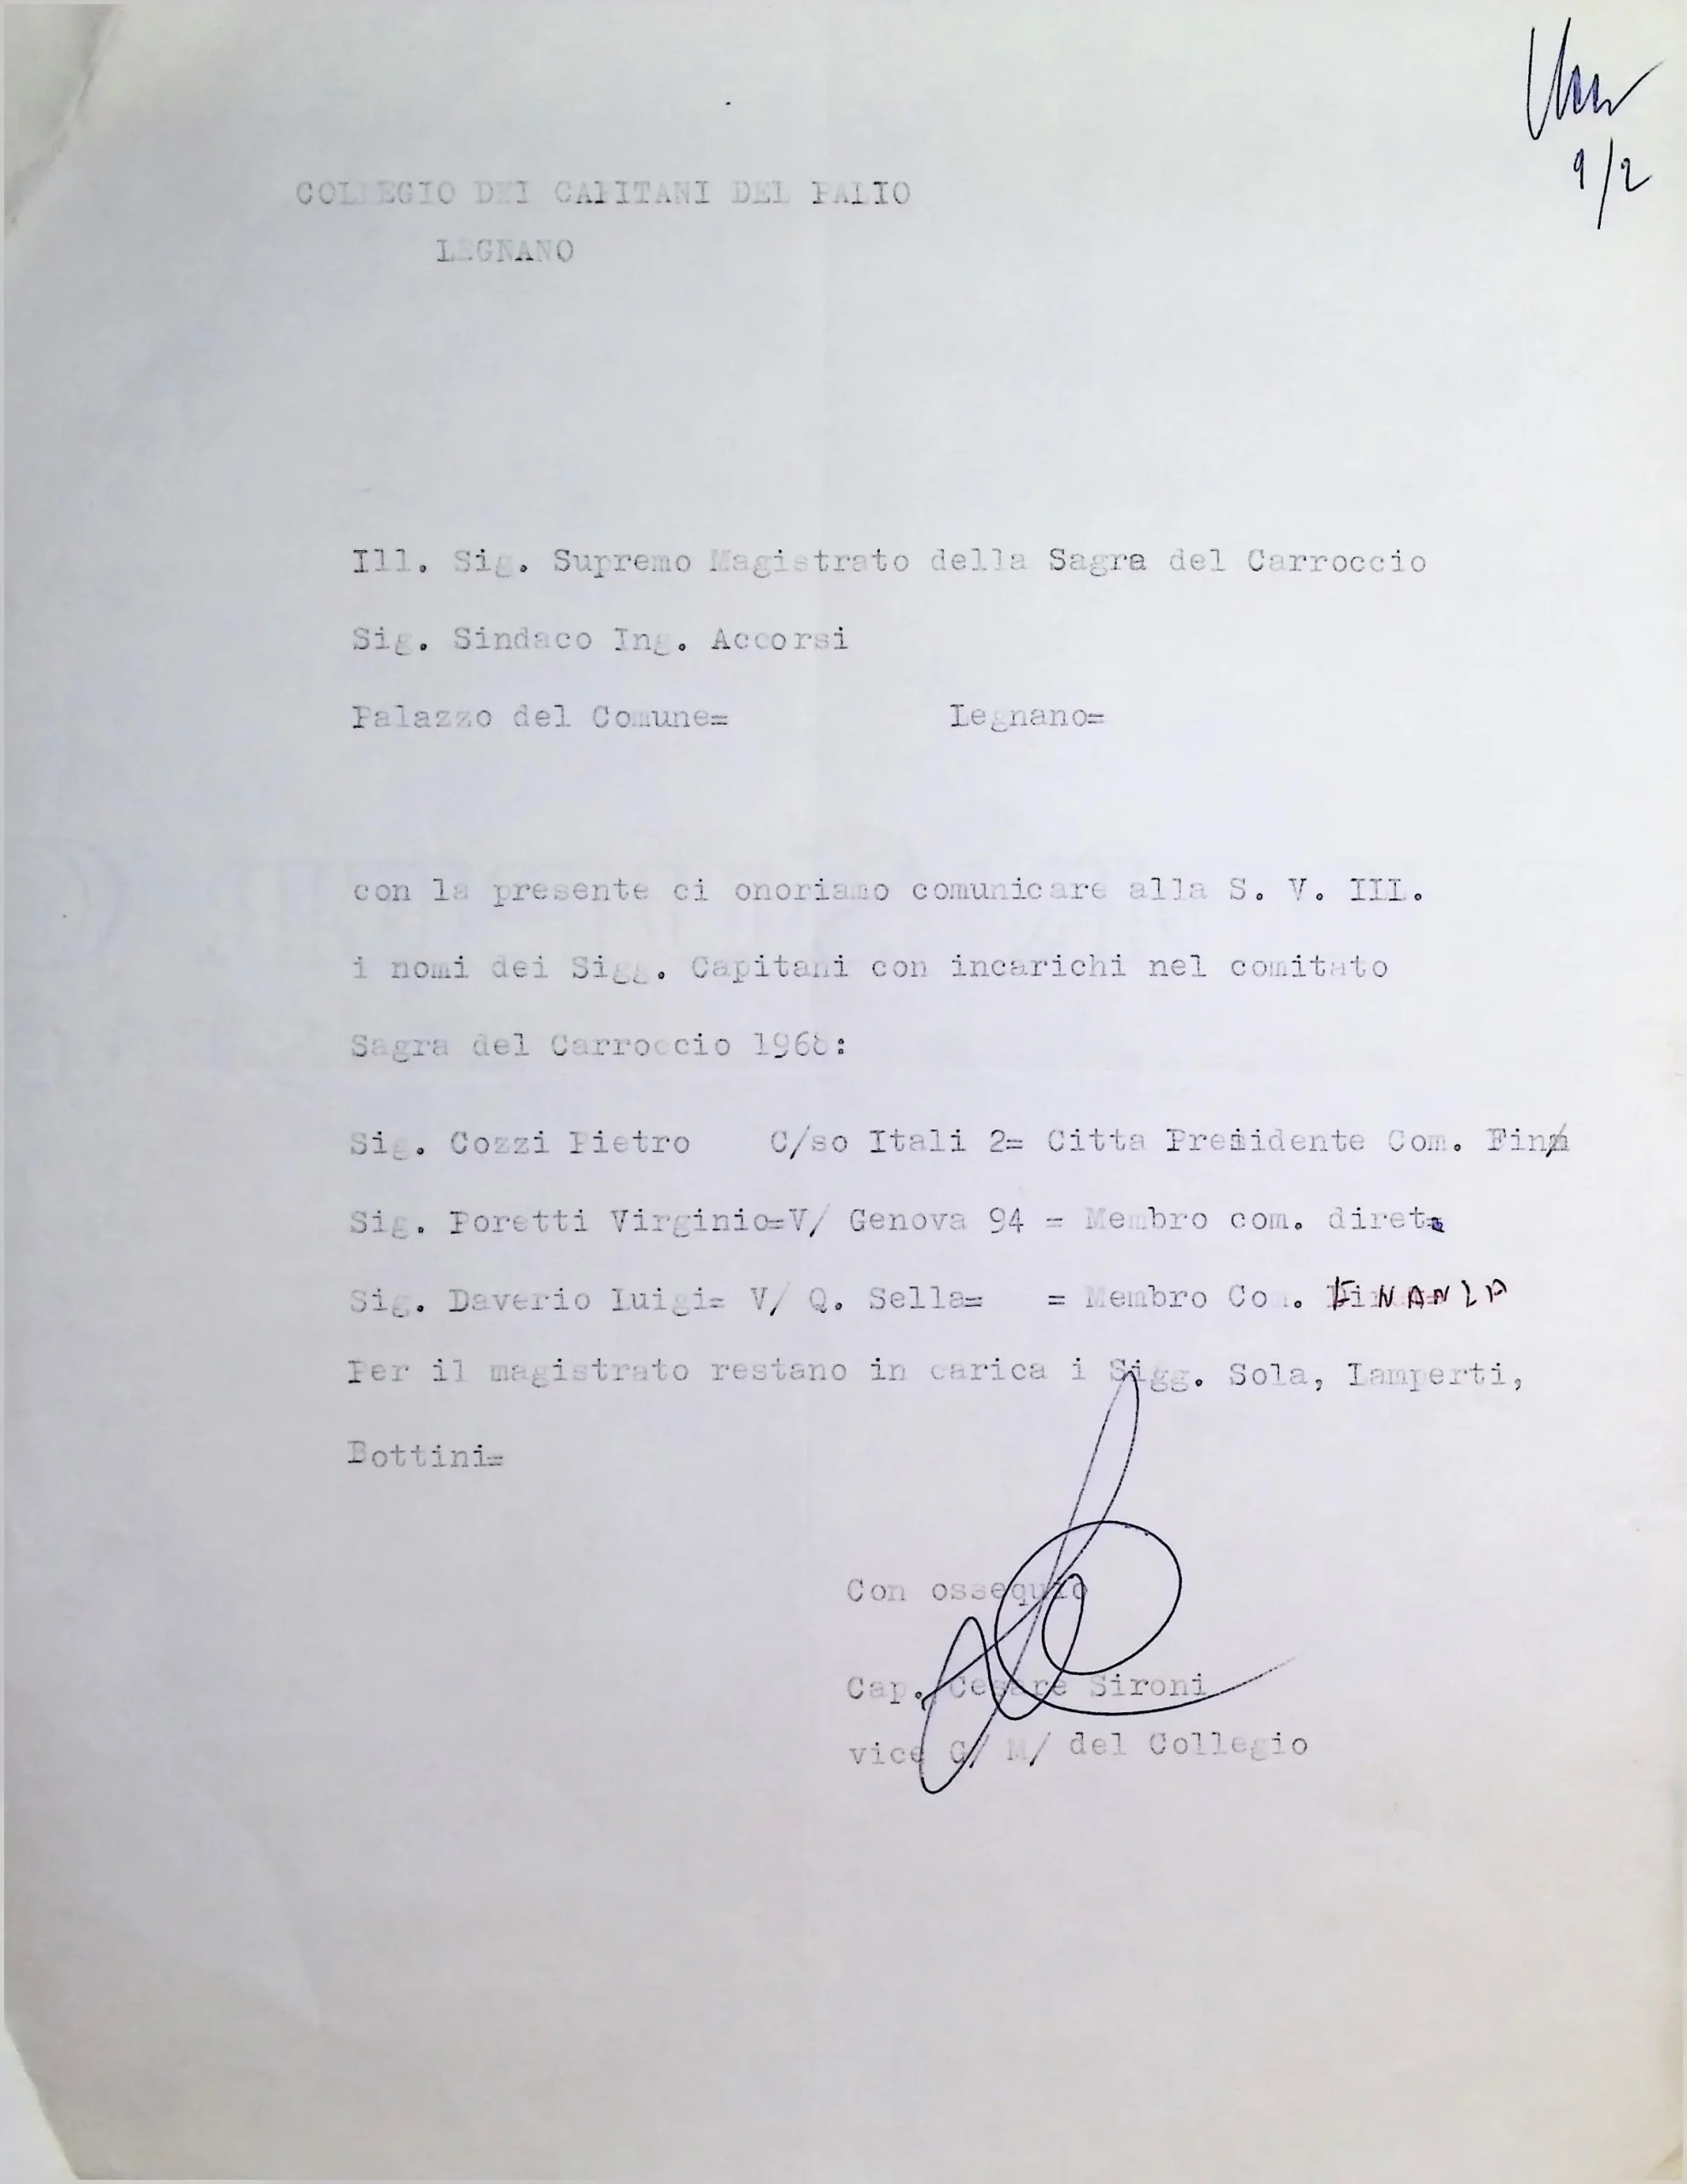 9/2
COLLEGIO DEI CAPITANI DEL PALIO
LEGNANO
Ill. Sig. Supremo Magistrato della Sagra del Carroccio
Sig. Sindaco Ing. Accorsi
Palazzo del Comune= Legnano=
con la presente ci onoriamo comunicare alla S. V. III.
i nomi dei Sigg. Capitani con incarichi nel comitato
Sagra del Carroccio 1968:
Sig. Cozzi Pietro C/so Itali 2= Citta Presidente Com. Fin
Sig. Poretti Virginio=V/ Genova 94 = Membro com. diret=
Sig. Daverio Luigi= V/ Q. Sella= = Membro Com. FiNANZA
Per il magistrato restano in carica i Sigg. Sola, Lamperti,
Bottini=
Con ossequio
Cap. Cesare Sironi
vice G/ M/ del Collegio